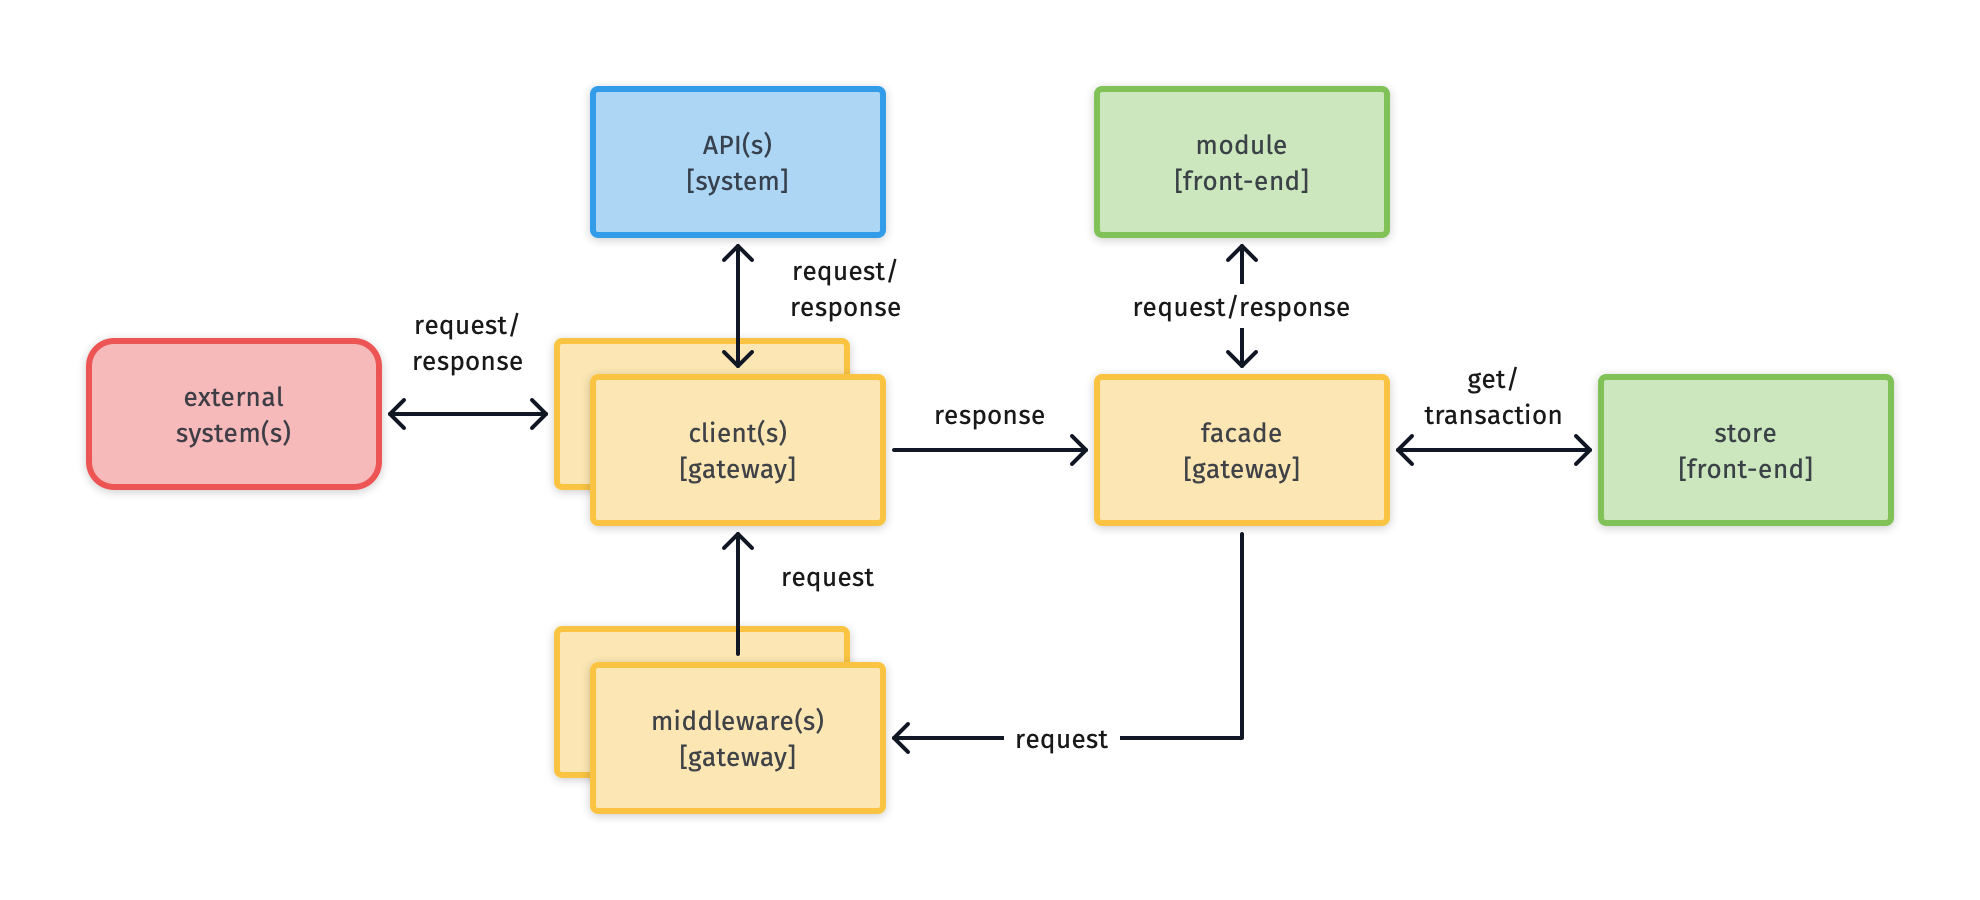 API(s)
[system]
module
[front-end]
request/
response
request/response
request/
response
external
system(s)
client(s)
[gateway]
response
facade
[gateway]
get/
transaction
store
[front-end]
request
middleware(s)
[gateway]
request